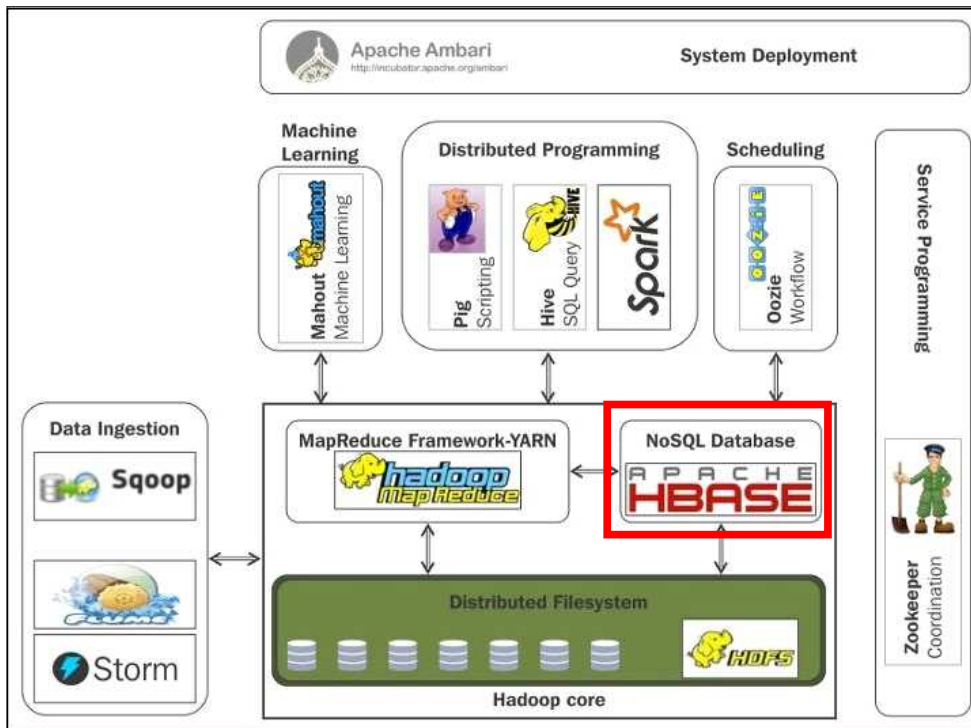 Apache Ambari
http://incubator.apache.org/ambari
System Deployment
Machine
Learning
mahout
Mahout
Machine Learning
Distributed Programming
Pig
Scripting
HIVE
Hive
SQL Query
Spark
Scheduling
OOZIE
Oozie
Workflow
Service Programming
Zookeeper
Coordination
Data Ingestion
Sqoop
FLUME
Storm
MapReduce Framework-YARN
hadoop
Map Reduce
NoSQL Database
APACHE
HBASE
Distributed Filesystem
HDFS
Hadoop core